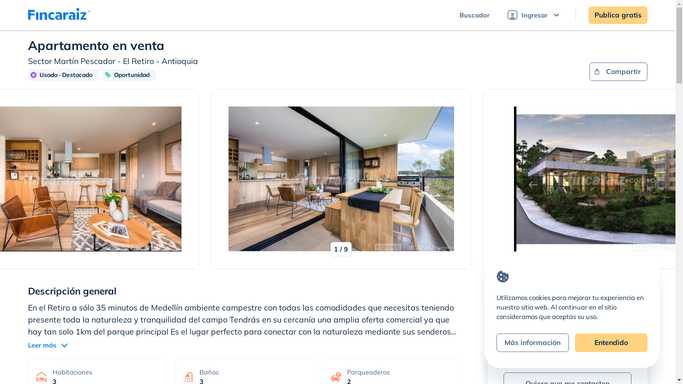 Fincaraiz
Buscador
Ingresar
Publica gratis
Apartamento en venta
Sector Martín Pescador - El Retiro - Antioquia
Usado - Destacado
Oportunidad
Compartir
1 / 9
Descripción general
En el Retiro a sólo 35 minutos de Medellín ambiente campestre con todas las comodidades que necesitas teniendo
presente toda la naturaleza y tranquilidad del campo Tendrás en su cercanía una amplia oferta comercial ya que
hay tan solo 1km del parque principal Es el lugar perfecto para conectar con la naturaleza mediante sus senderos...
Leer más
Habitaciones
3
Baños
3
Parqueaderos
2
Utilizamos cookies para mejorar tu experiencia en
nuestro sitio web. Al continuar en el sitio
consideramos que aceptas su uso.
Más información
Entendido
Quiero que me contacten